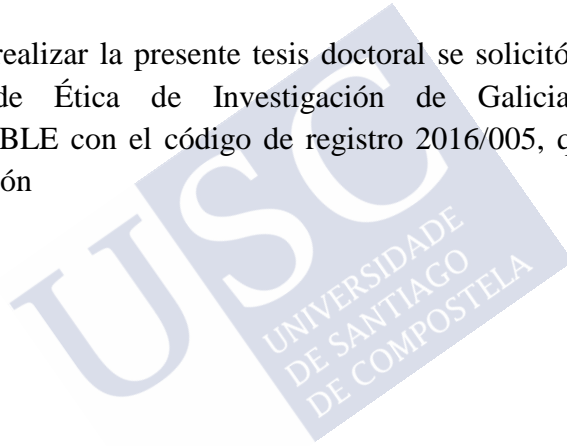 realizar la presente tesis doctoral se solicitó
de Ética de Investigación de Galicia
BLE con el código de registro 2016/005, q
ón
USC
UNIVERSIDADE
DE SANTIAGO
DE COMPOSTELA